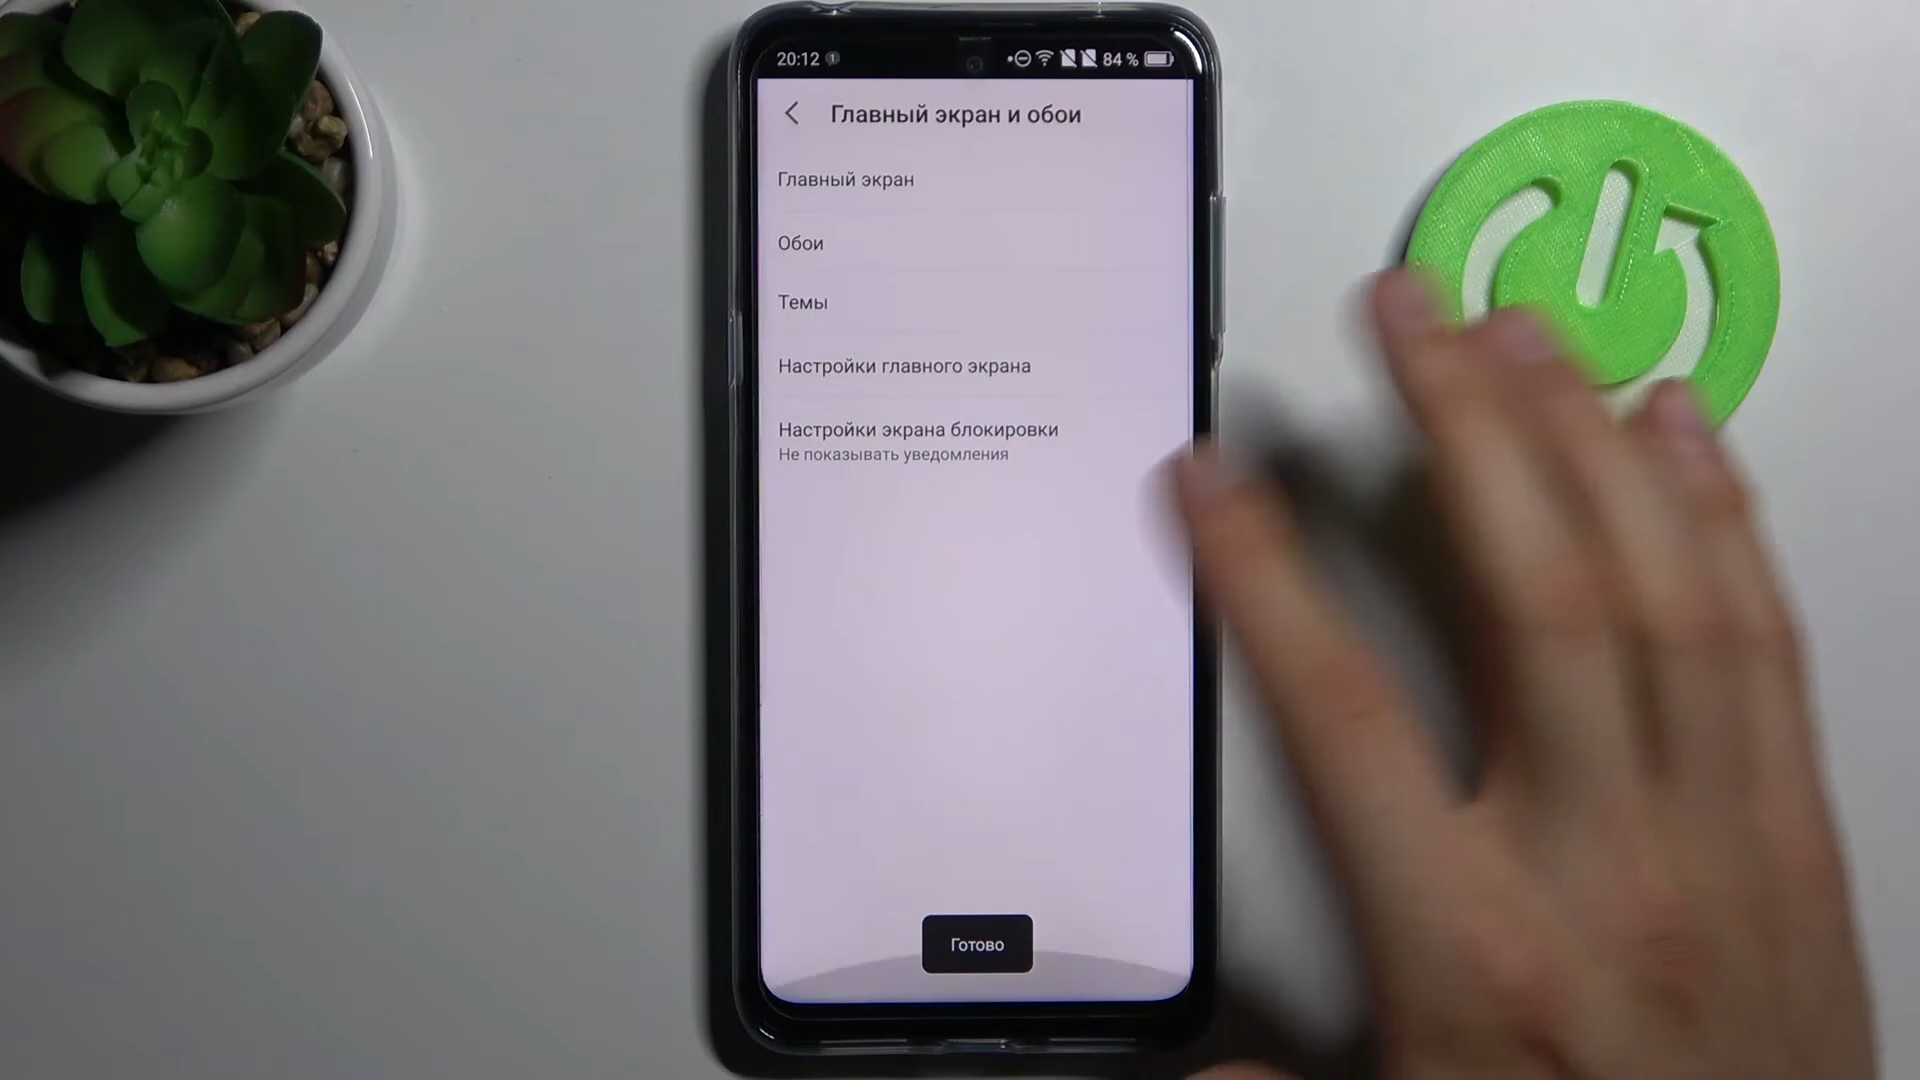 20:12 1 84 %
Главный экран и обои
Главный экран
Обои
Темы
Настройки главного экрана
Настройки экрана блокировки
Не показывать уведомления
Готово